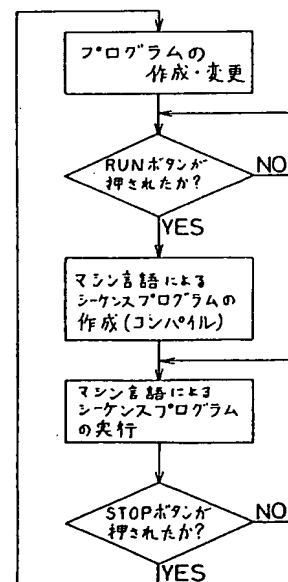 プログラムの
作成・変更
RUNボタンが
押されたか?
NO
YES
マシン言語による
シーケンスプログラムの
作成(コンパイル)
マシン言語による
シーケンスプログラム
の実行
STOPボタンが
押されたか?
NO
YES